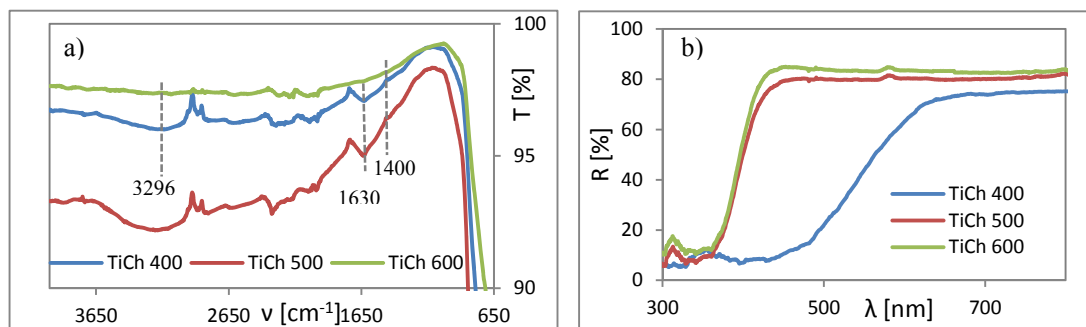 a)
100
95
90
T [%]
3296
1630
1400
TiCh 400 TiCh 500 TiCh 600
3650 2650 1650 650
ν [cm⁻¹]
b)
R [%]
100
80
60
40
20
0
TiCh 400
TiCh 500
TiCh 600
300 500 700
λ [nm]